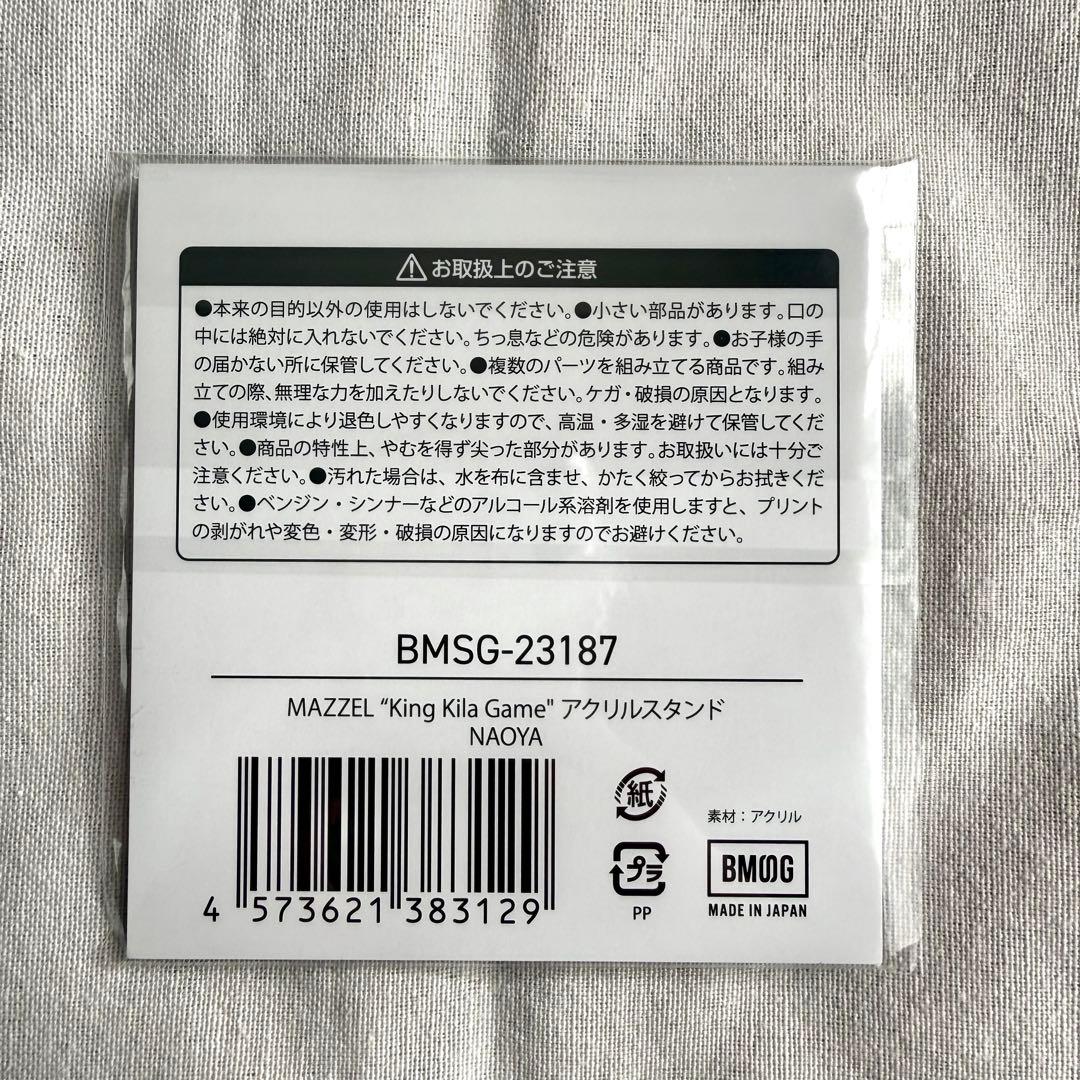 ⚠お取扱上のご注意
●本来の目的以外の使用はしないでください。●小さい部品があります。口の
中には絶対に入れないでください。ちっ息などの危険があります。●お子様の手
の届かない所に保管してください。●複数のパーツを組み立てる商品です。組み
立ての際、無理な力を加えたりしないでください。ケガ・破損の原因となります。
●使用環境により退色しやすくなりますので、高温・多湿を避けて保管してくだ
さい。●商品の特性上、やむを得ず尖った部分があります。お取扱いには十分ご
注意ください。●汚れた場合は、水を布に含ませ、かたく絞ってからお拭きくだ
さい。●ベンジン・シンナーなどのアルコール系溶剤を使用しますと、プリント
の剥がれや変色・変形・破損の原因になりますのでお避けください。
BMSG-23187
MAZZEL “King Kila Game" アクリルスタンド
NAOYA
4 573621 383129
紙
プラ
PP
素材：アクリル
BMSG
MADE IN JAPAN